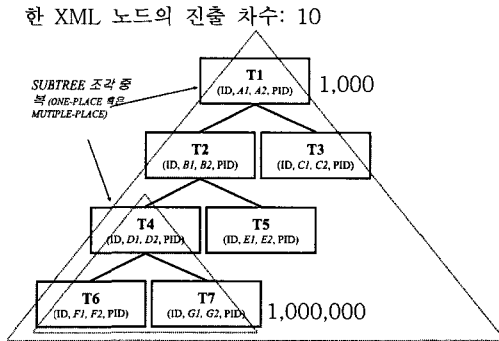 한 XML 노드의 진출 차수: 10
T1
(ID, A1, A2, PID)
1,000
SUBTREE 조각 중
복 (ONE-PLACE 혹은
MUTIPLE-PLACE)
T2
(ID, B1, B2, PID)
T3
(ID, C1, C2, PID)
T4
(ID, D1, D2, PID)
T5
(ID, E1, E2, PID)
T6
(ID, F1, F2, PID)
T7
(ID, G1, G2, PID)
1,000,000